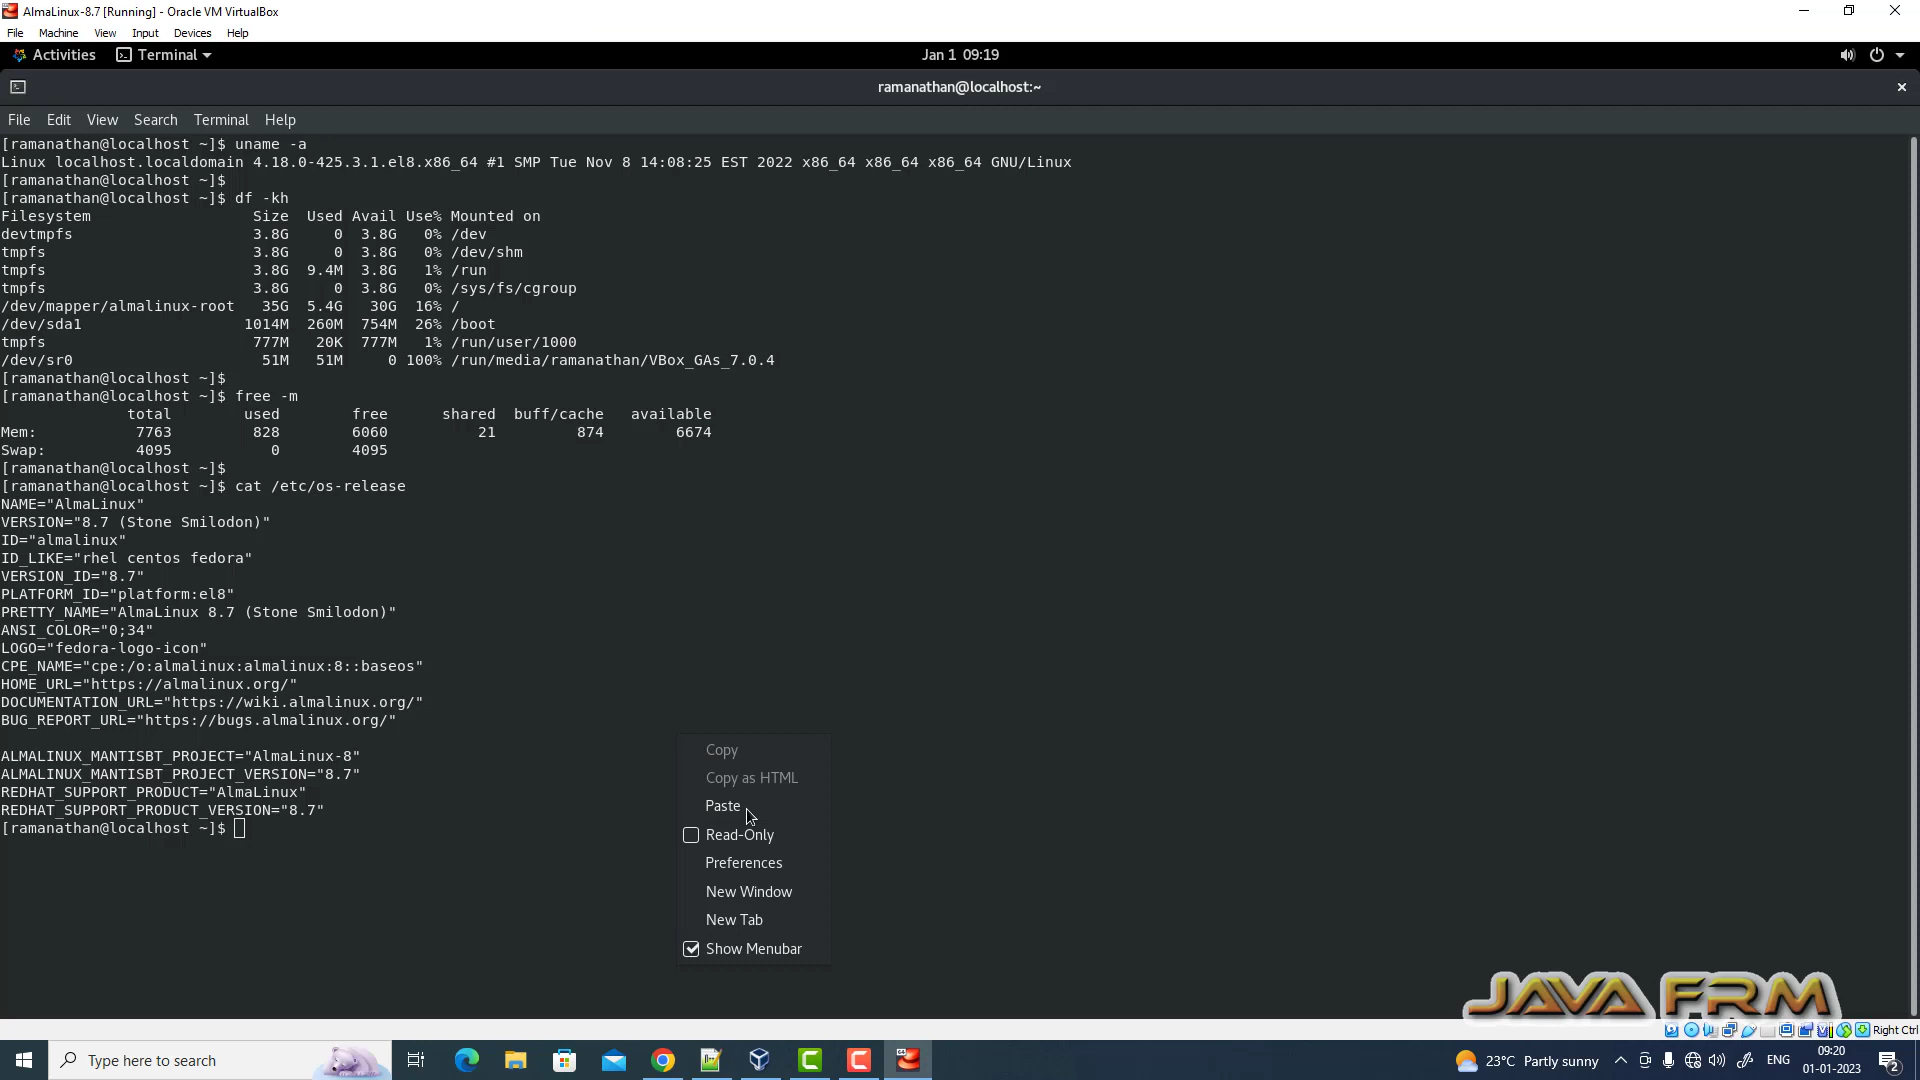 AlmaLinux-8.7 [Running] - Oracle VM VirtualBox
File Machine View Input Devices Help
Activities Terminal Jan 1 09:19
ramanathan@localhost:~
File Edit View Search Terminal Help
[ramanathan@localhost ~]$ uname -a
Linux localhost.localdomain 4.18.0-425.3.1.el8.x86_64 #1 SMP Tue Nov 8 14:08:25 EST 2022 x86_64 x86_64 x86_64 GNU/Linux
[ramanathan@localhost ~]$
[ramanathan@localhost ~]$ df -kh
Filesystem Size Used Avail Use% Mounted on
devtmpfs 3.8G 0 3.8G 0% /dev
tmpfs 3.8G 0 3.8G 0% /dev/shm
tmpfs 3.8G 9.4M 3.8G 1% /run
tmpfs 3.8G 0 3.8G 0% /sys/fs/cgroup
/dev/mapper/almalinux-root 35G 5.4G 30G 16% /
/dev/sda1 1014M 260M 754M 26% /boot
tmpfs 777M 20K 777M 1% /run/user/1000
/dev/sr0 51M 51M 0 100% /run/media/ramanathan/VBox_GAs_7.0.4
[ramanathan@localhost ~]$
[ramanathan@localhost ~]$ free -m
total used free shared buff/cache available
Mem: 7763 828 6060 21 874 6674
Swap: 4095 0 4095
[ramanathan@localhost ~]$
[ramanathan@localhost ~]$ cat /etc/os-release
NAME="AlmaLinux"
VERSION="8.7 (Stone Smilodon)"
ID="almalinux"
ID_LIKE="rhel centos fedora"
VERSION_ID="8.7"
PLATFORM_ID="platform:el8"
PRETTY_NAME="AlmaLinux 8.7 (Stone Smilodon)"
ANSI_COLOR="0;34"
LOGO="fedora-logo-icon"
CPE_NAME="cpe:/o:almalinux:almalinux:8::baseos"
HOME_URL="https://almalinux.org/"
DOCUMENTATION_URL="https://wiki.almalinux.org/"
BUG_REPORT_URL="https://bugs.almalinux.org/"
ALMALINUX_MANTISBT_PROJECT="AlmaLinux-8"
ALMALINUX_MANTISBT_PROJECT_VERSION="8.7"
REDHAT_SUPPORT_PRODUCT="AlmaLinux"
REDHAT_SUPPORT_PRODUCT_VERSION="8.7"
[ramanathan@localhost ~]$
Copy
Copy as HTML
Paste
Read-Only
Preferences
New Window
New Tab
Show Menubar
JAVA FRM
Right Ctrl
Type here to search
23°C Partly sunny
ENG
09:20
01-01-2023
2